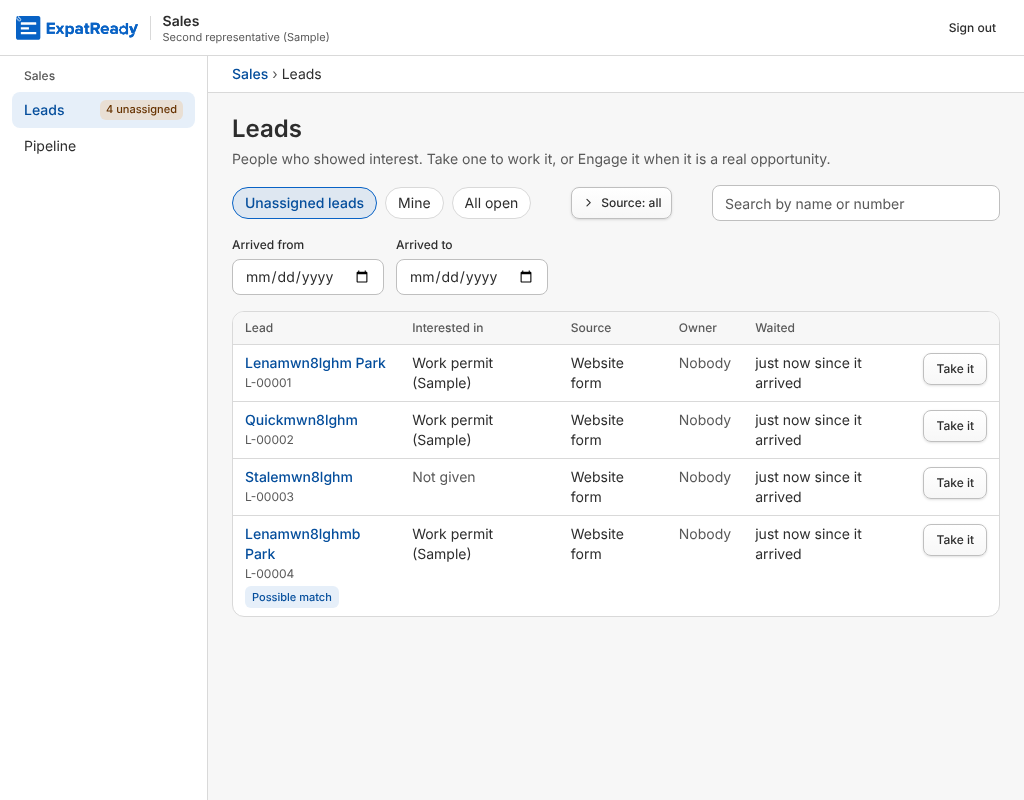 ExpatReady
Sales
Second representative (Sample)
Sign out
Sales
Leads
4 unassigned
Pipeline
Sales › Leads
Leads
People who showed interest. Take one to work it, or Engage it when it is a real opportunity.
Unassigned leads
Mine
All open
Source: all
Search by name or number
Arrived from
Arrived to
mm/dd/yyyy
mm/dd/yyyy
Lead
Interested in
Source
Owner
Waited
Lenamwn8lghm Park
L-00001
Work permit
(Sample)
Website
form
Nobody
just now since it
arrived
Take it
Quickmwn8lghm
L-00002
Work permit
(Sample)
Website
form
Nobody
just now since it
arrived
Take it
Stalemwn8lghm
L-00003
Not given
Website
form
Nobody
just now since it
arrived
Take it
Lenamwn8lghmb
Park
L-00004
Possible match
Work permit
(Sample)
Website
form
Nobody
just now since it
arrived
Take it